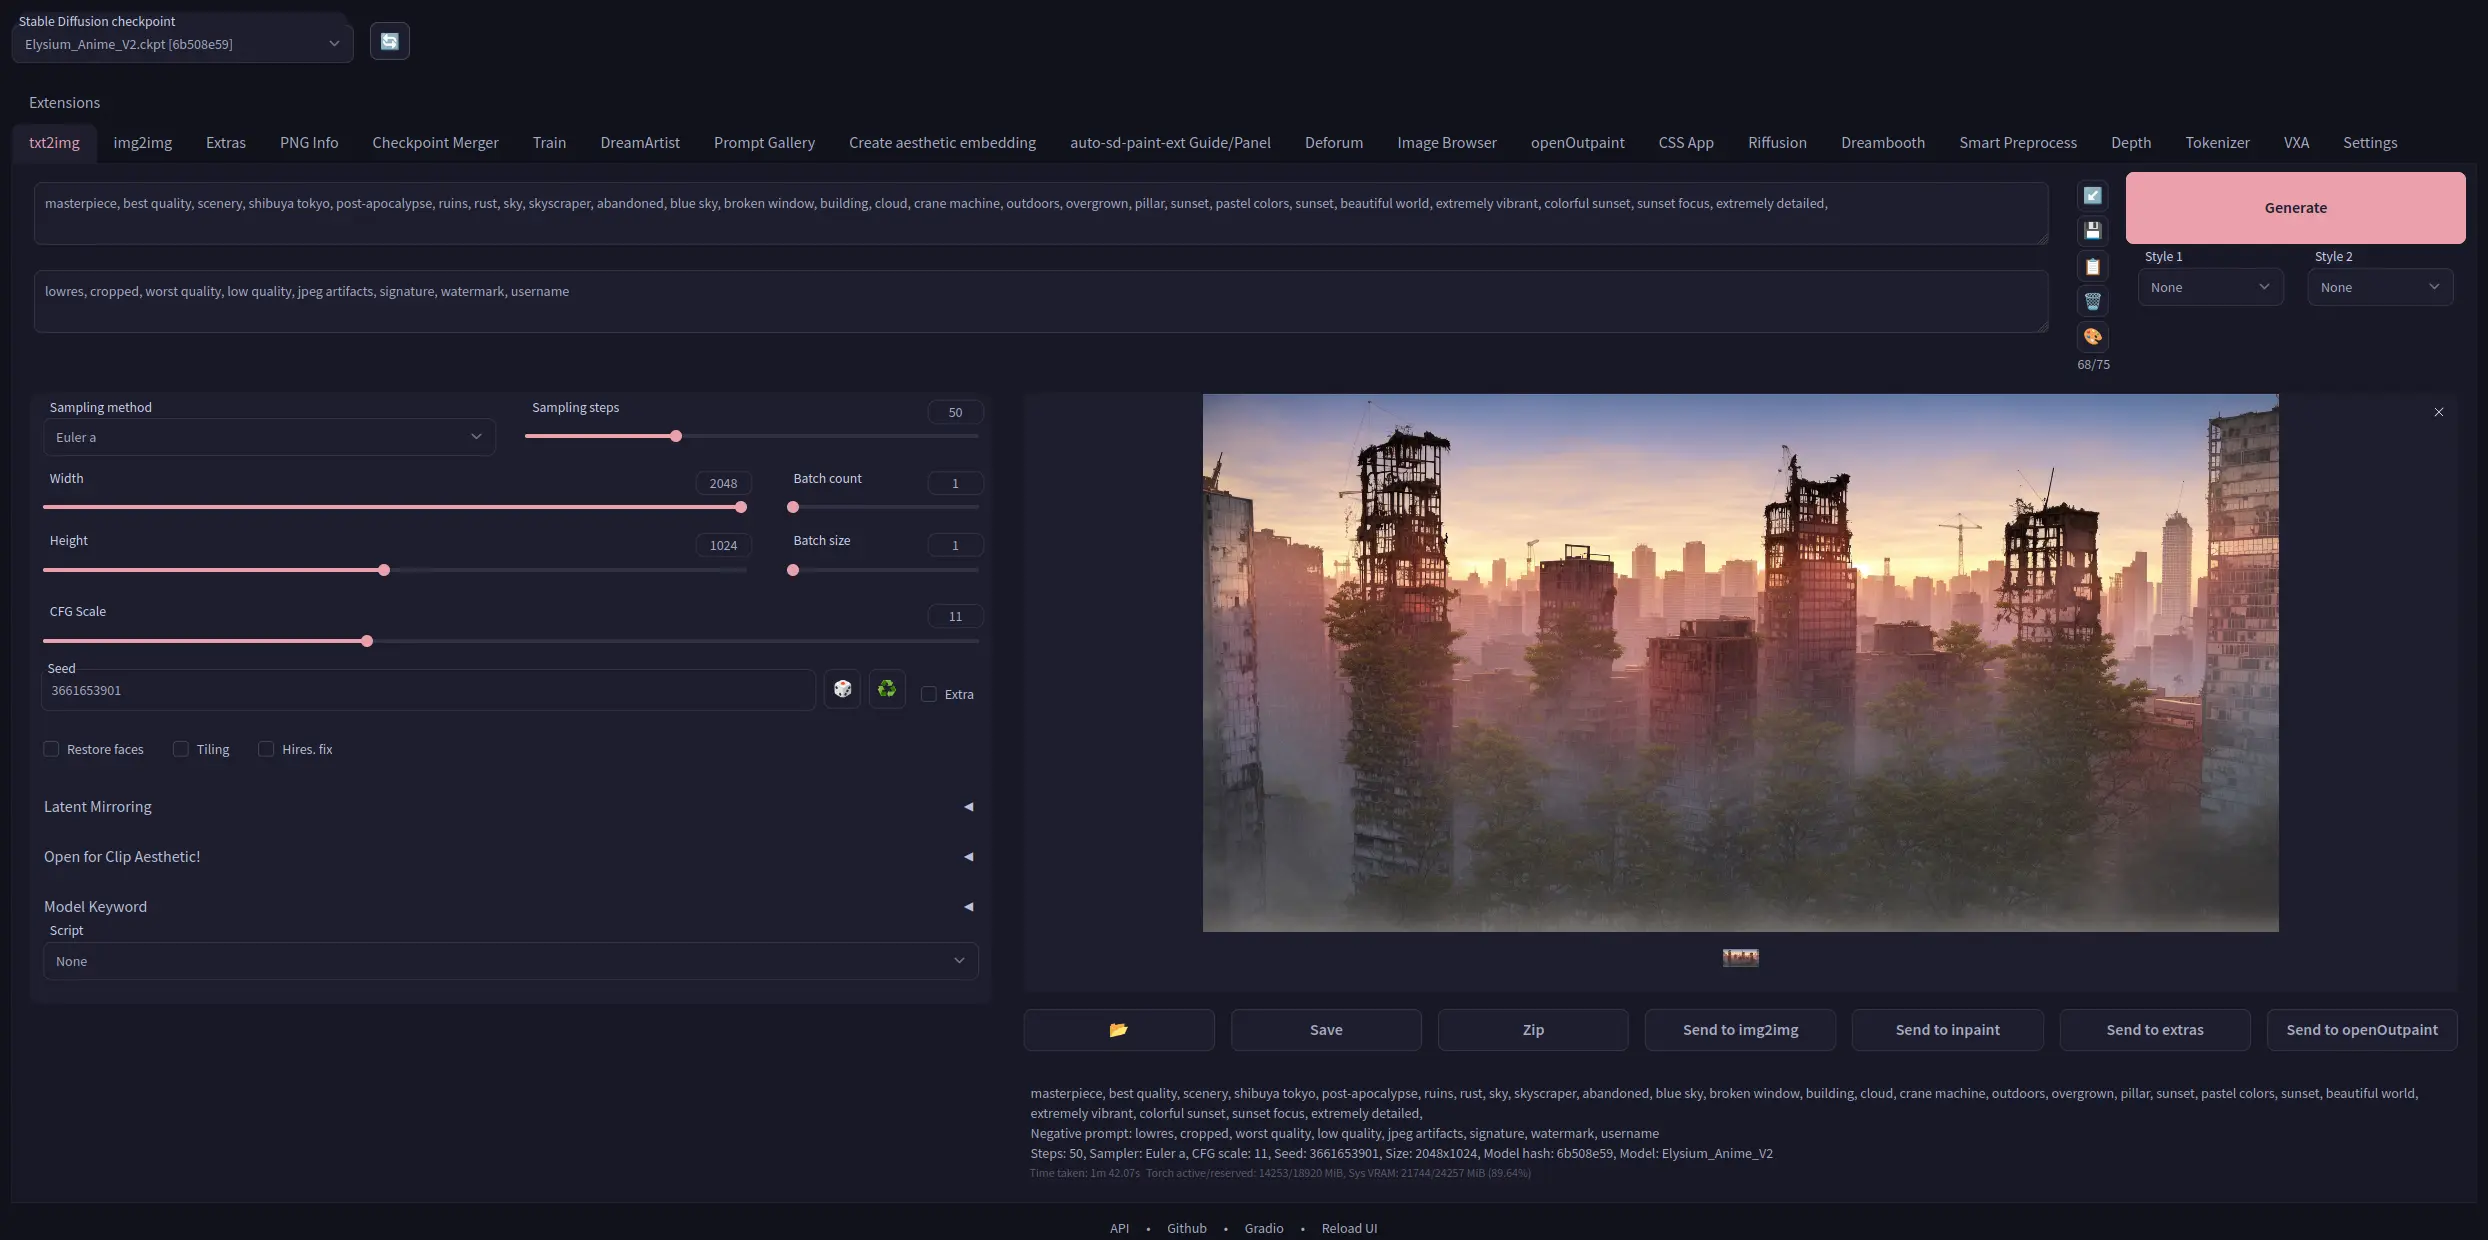 Stable Diffusion checkpoint
Elysium_Anime_V2.ckpt [6b508e59]
Extensions
txt2img img2img Extras PNG Info Checkpoint Merger Train DreamArtist Prompt Gallery Create aesthetic embedding auto-sd-paint-ext Guide/Panel Deforum Image Browser openOutpaint CSS App Riffusion Dreambooth Smart Preprocess Depth Tokenizer VXA Settings
masterpiece, best quality, scenery, shibuya tokyo, post-apocalypse, ruins, rust, sky, skyscraper, abandoned, blue sky, broken window, building, cloud, crane machine, outdoors, overgrown, pillar, sunset, pastel colors, sunset, beautiful world, extremely vibrant, colorful sunset, sunset focus, extremely detailed,
Generate
Style 1 Style 2
None None
lowres, cropped, worst quality, low quality, jpeg artifacts, signature, watermark, username
68/75
Sampling method Sampling steps 50
Euler a
Width 2048 Batch count 1
Height 1024 Batch size 1
CFG Scale 11
Seed
3661653901
Extra
Restore faces Tiling Hires. fix
Latent Mirroring
Open for Clip Aesthetic!
Model Keyword
Script
None
Save Zip Send to img2img Send to inpaint Send to extras Send to openOutpaint
masterpiece, best quality, scenery, shibuya tokyo, post-apocalypse, ruins, rust, sky, skyscraper, abandoned, blue sky, broken window, building, cloud, crane machine, outdoors, overgrown, pillar, sunset, pastel colors, sunset, beautiful world,
extremely vibrant, colorful sunset, sunset focus, extremely detailed,
Negative prompt: lowres, cropped, worst quality, low quality, jpeg artifacts, signature, watermark, username
Steps: 50, Sampler: Euler a, CFG scale: 11, Seed: 3661653901, Size: 2048x1024, Model hash: 6b508e59, Model: Elysium_Anime_V2
Time taken: 1m 42.07s Torch active/reserved: 14253/18920 MiB, Sys VRAM: 21744/24257 MiB (89.64%)
API • Github • Gradio • Reload UI